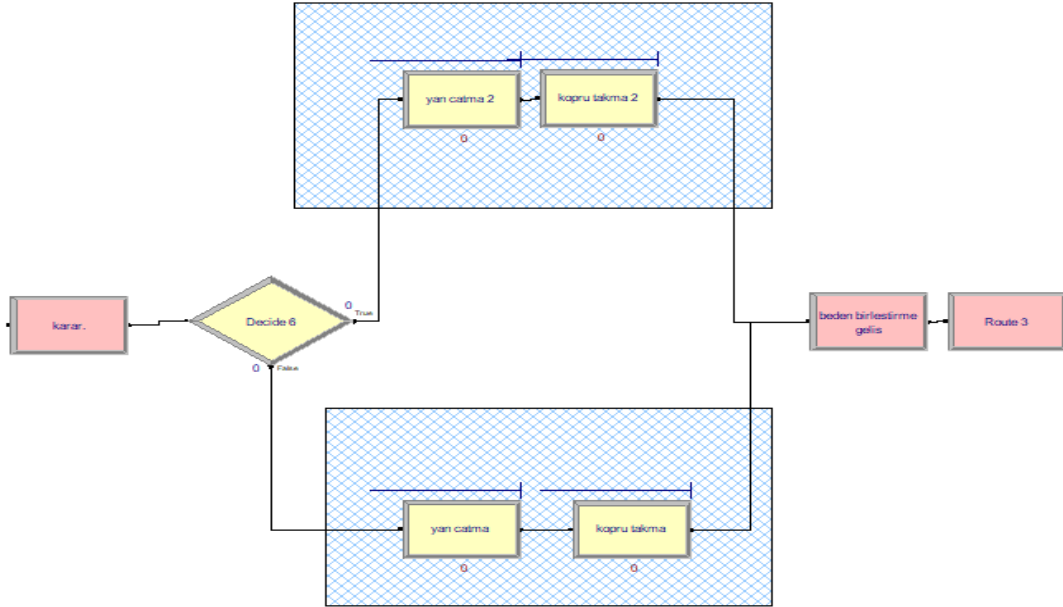 yan catma 2
kopru takma 2
0
0
karar.
Decide 6
0
True
0
False
beden birlestirme
gelis
Route 3
yan catma
kopru takma
0
0